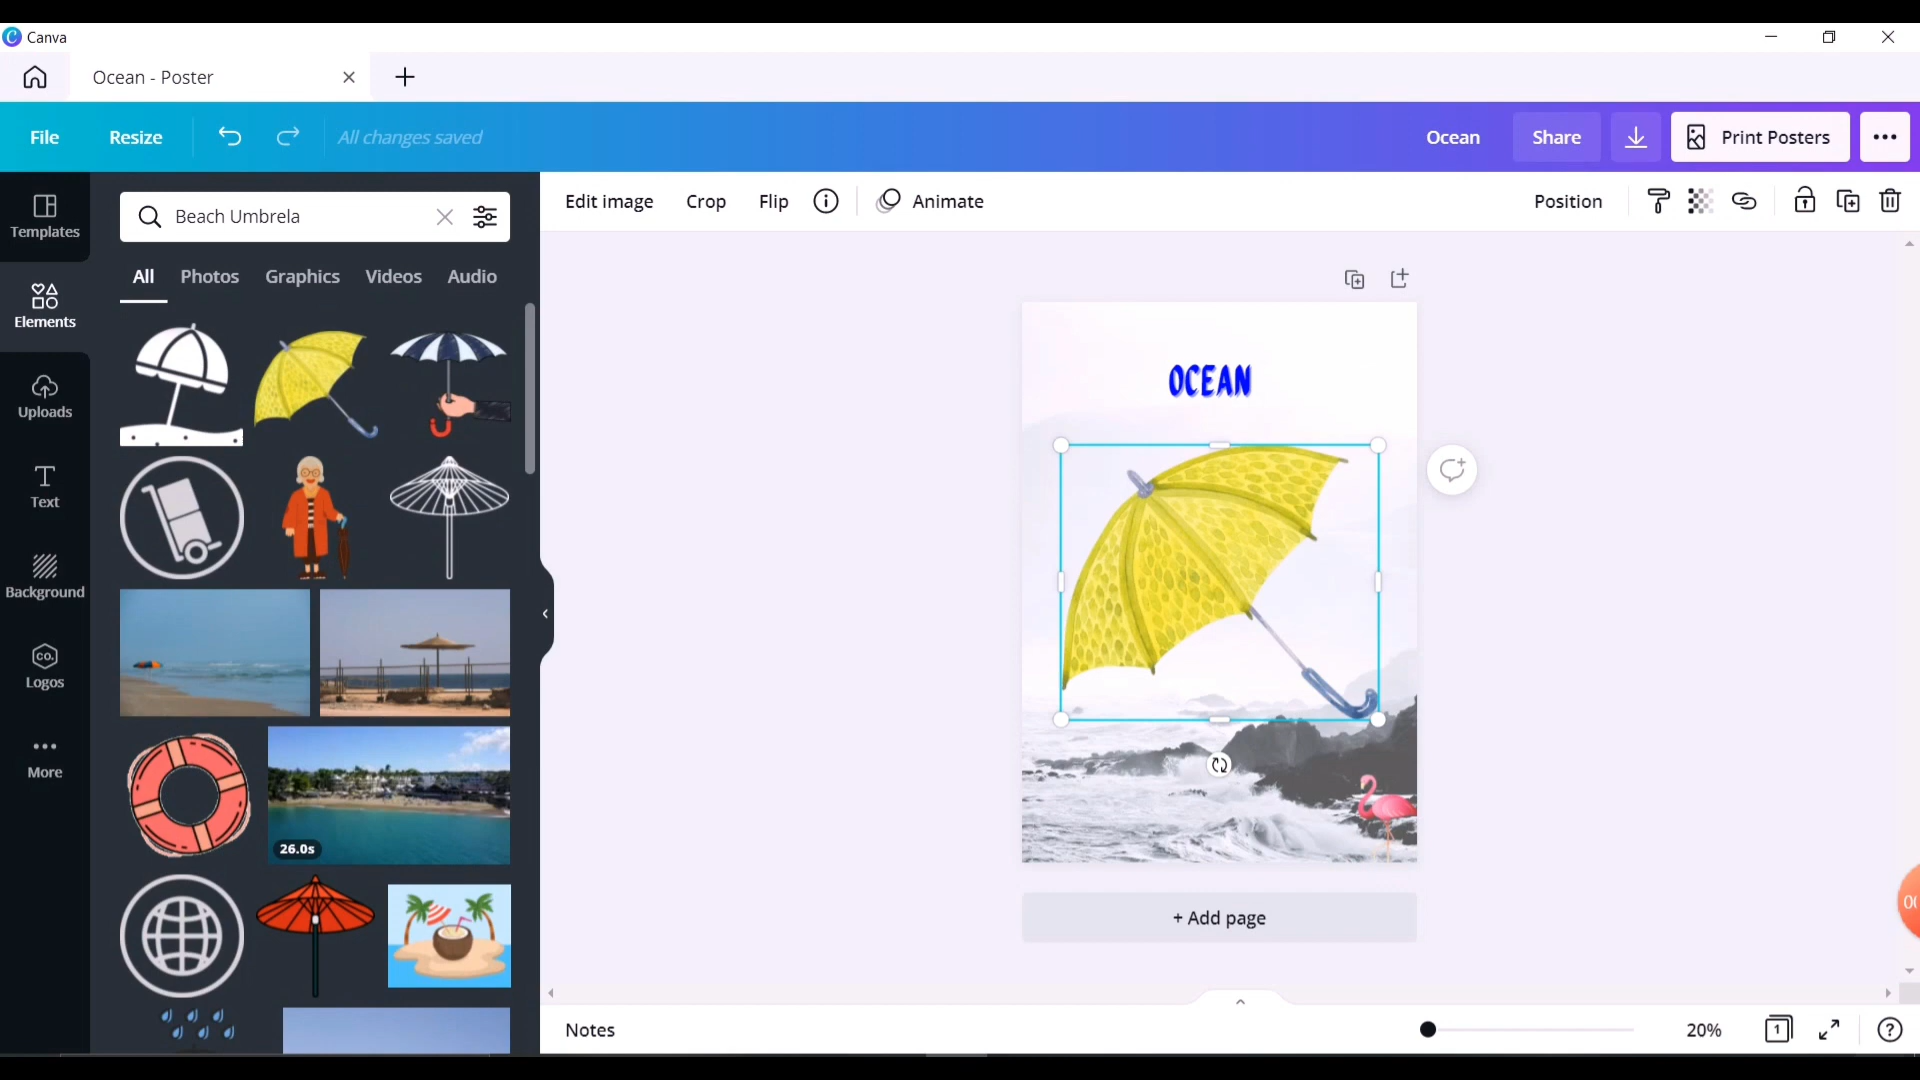 Canva
Ocean - Poster
File
Resize
All changes saved
Ocean
Share
Print Posters
Templates
Beach Umbrela
Edit image
Crop
Flip
Animate
Position
All
Photos
Graphics
Videos
Audio
Elements
Uploads
Text
Background
CO.
Logos
More
26.0s
OCEAN
+ Add page
Notes
20%
1